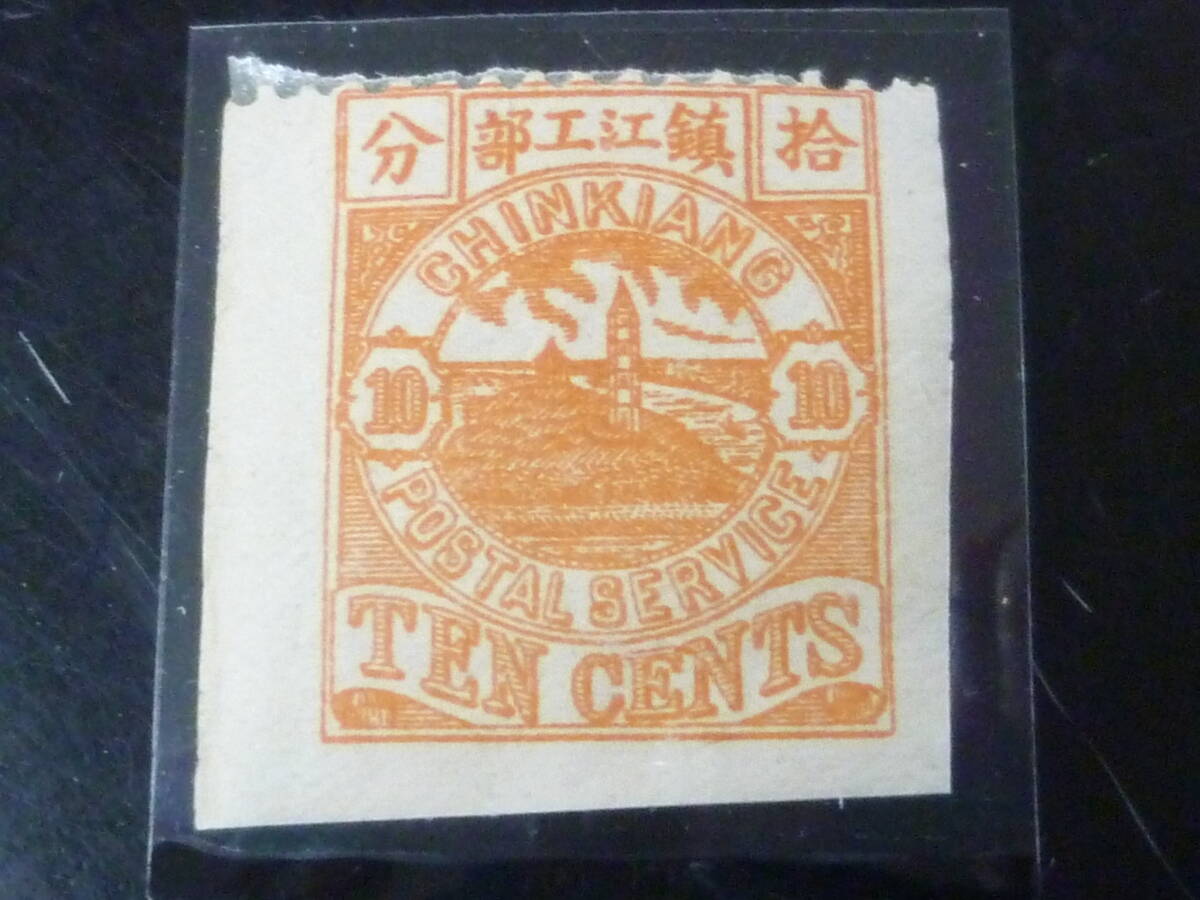 分 部工江鎮 拾
CHINKIANG
10 10
POSTAL SERVICE
TEN CENTS